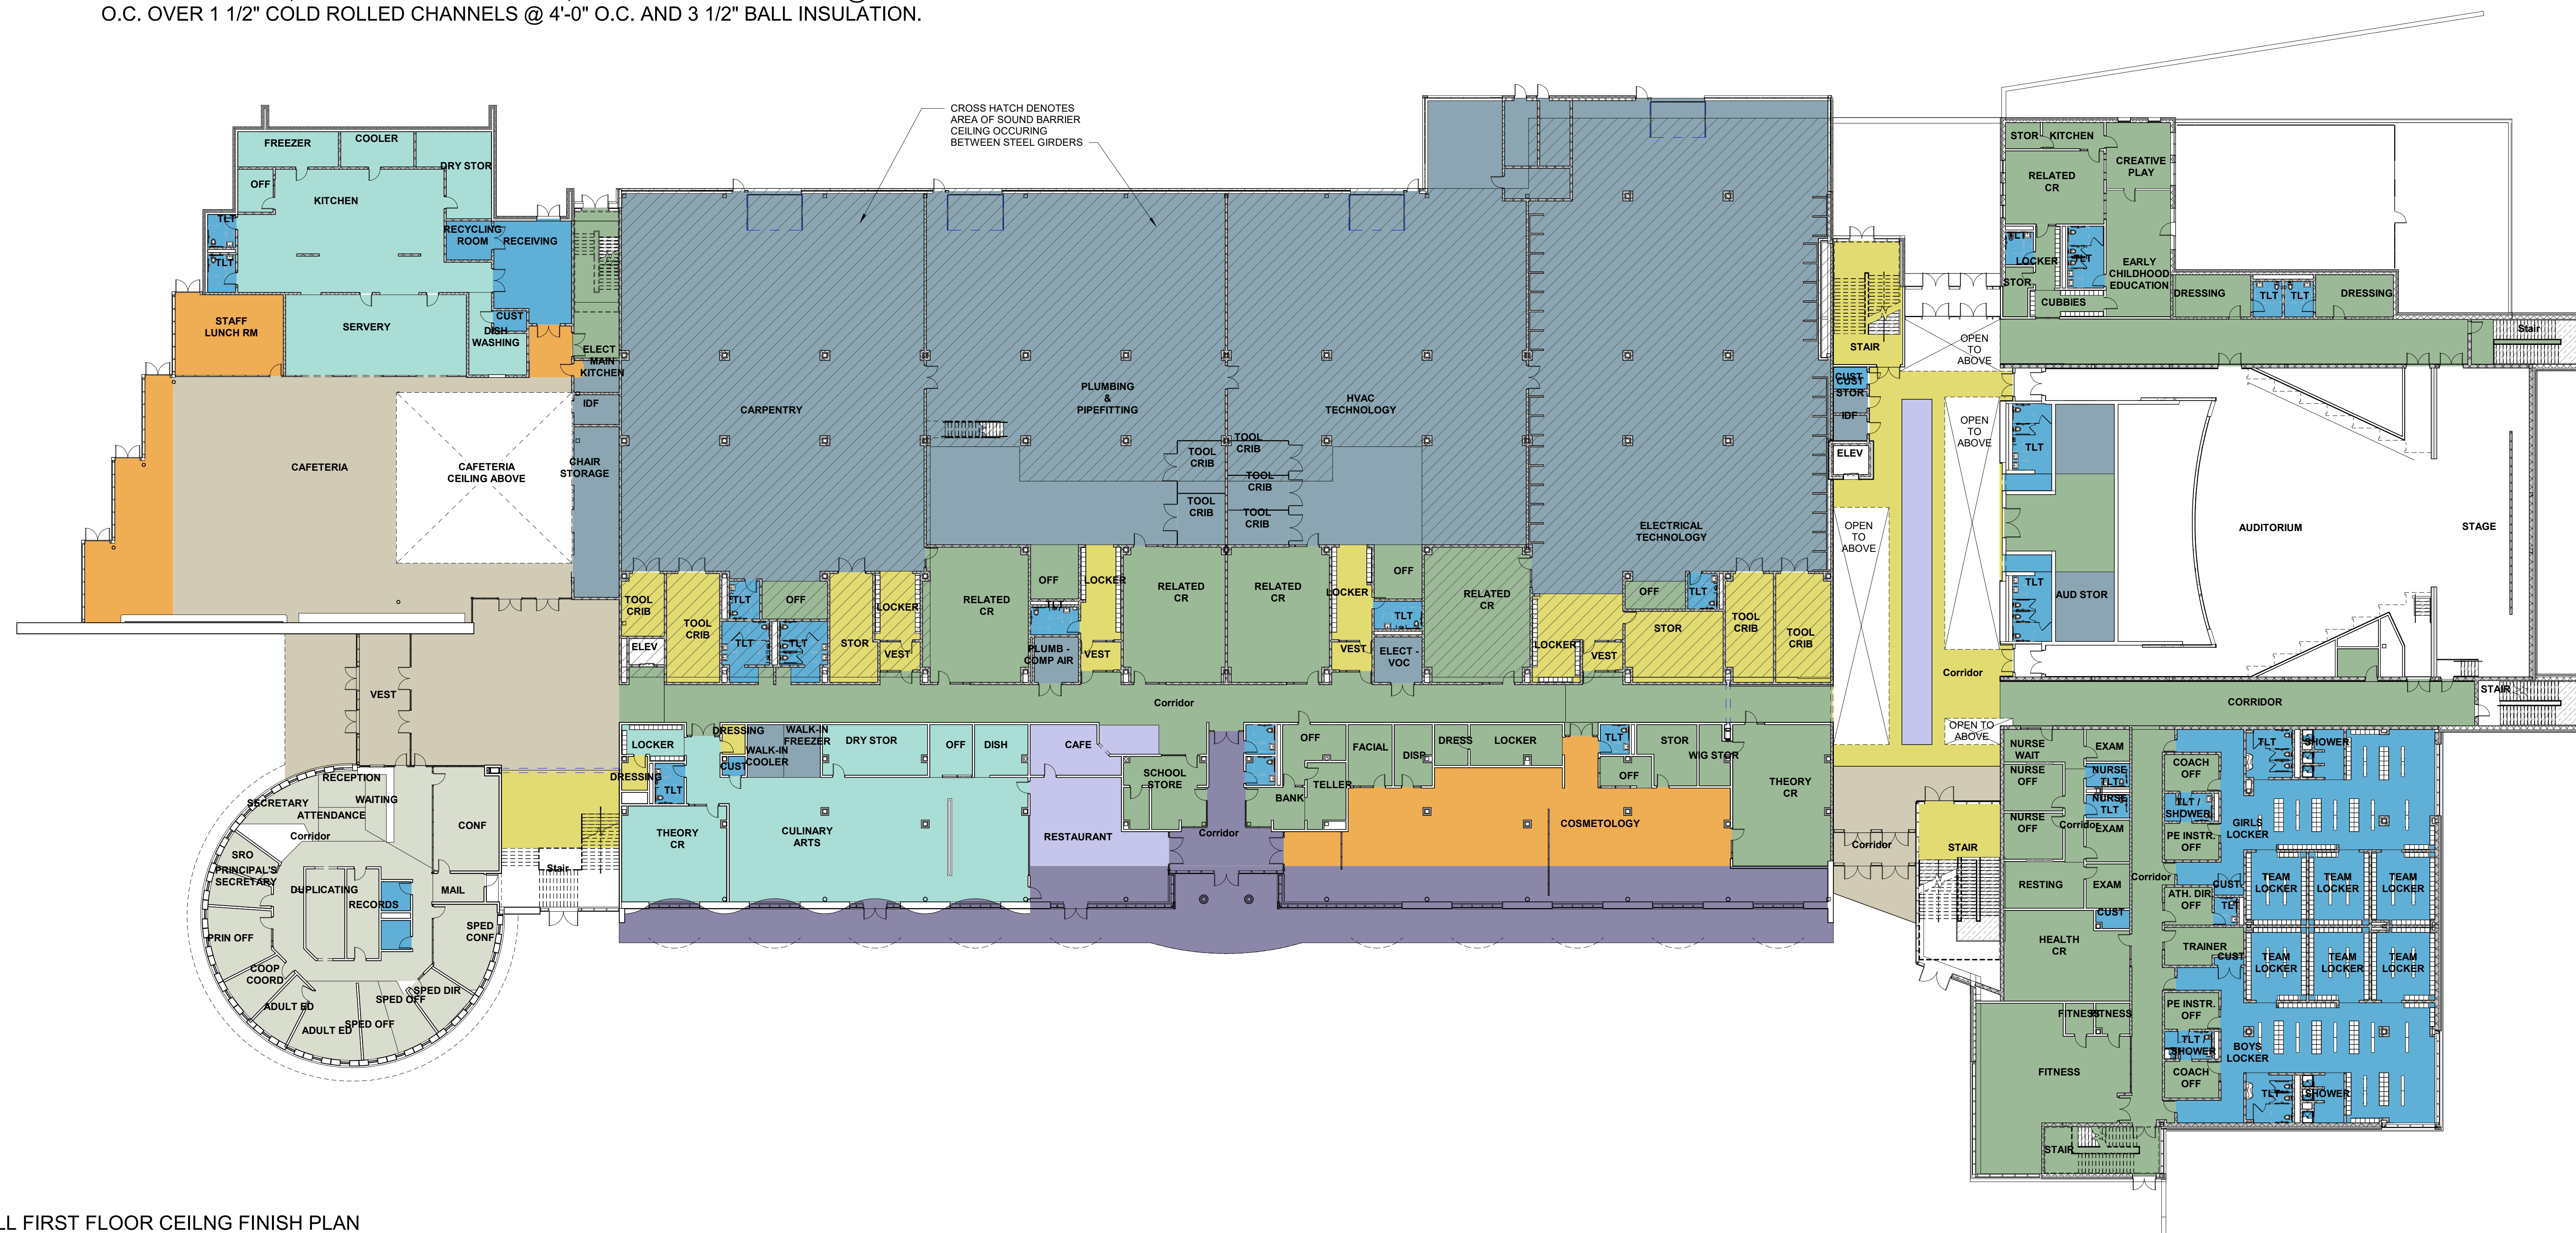 O.C. OVER 1 1/2" COLD ROLLED CHANNELS @ 4'-0" O.C. AND 3 1/2" BALL INSULATION.
CROSS HATCH DENOTES
AREA OF SOUND BARRIER
CEILING OCCURING
BETWEEN STEEL GIRDERS
FREEZER
COOLER
DRY STOR
OFF
KITCHEN
TLT
TLT
RECYCLING
ROOM
RECEIVING
STAFF
LUNCH RM
SERVERY
CUST
DISH
WASHING
ELECT
MAIN
KITCHEN
IDF
CAFETERIA
CAFETERIA
CEILING ABOVE
CHAIR
STORAGE
CARPENTRY
PLUMBING
&
PIPEFITTING
HVAC
TECHNOLOGY
TOOL
CRIB
TOOL
CRIB
TOOL
CRIB
TOOL
CRIB
TOOL
CRIB
ELECTRICAL
TECHNOLOGY
TOOL
CRIB
ELEV
TOOL
CRIB
TLT
OFF
TLT
TLT
STOR
LOCKER
VEST
RELATED
CR
OFF
TLT
PLUMB -
COMP AIR
LOCKER
VEST
RELATED
CR
RELATED
CR
LOCKER
VEST
OFF
TLT
ELECT -
VOC
RELATED
CR
LOCKER
VEST
OFF
TLT
STOR
TOOL
CRIB
TOOL
CRIB
Corridor
VEST
LOCKER
DRESSING
DRESSING
TLT
CUST
WALK-IN
COOLER
WALK-IN
FREEZER
DRY STOR
OFF
DISH
CAFE
THEORY
CR
CULINARY
ARTS
RESTAURANT
SCHOOL
STORE
Corridor
OFF
BANK
TELLER
FACIAL
DISP
DRESS
LOCKER
TLT
OFF
STOR
WIG STOR
COSMETOLOGY
THEORY
CR
RECEPTION
SECRETARY
WAITING
ATTENDANCE
Corridor
CONF
SRO
PRINCIPAL'S
SECRETARY
DUPLICATING
RECORDS
MAIL
PRIN OFF
SPED
CONF
COOP
COORD
ADULT ED
ADULT ED
SPED OFF
SPED OFF
SPED DIR
Stair
STAIR
CUST
CUST
STOR
IDF
ELEV
OPEN
TO
ABOVE
OPEN
TO
ABOVE
OPEN
TO
ABOVE
OPEN TO
ABOVE
Corridor
Corridor
STAIR
STOR
KITCHEN
CREATIVE
PLAY
RELATED
CR
TLT
LOCKER
TLT
STOR
CUBBIES
EARLY
CHILDHOOD
EDUCATION
DRESSING
TLT
TLT
DRESSING
Stair
TLT
TLT
AUD STOR
AUDITORIUM
STAGE
CORRIDOR
STAIR
NURSE
WAIT
EXAM
NURSE
OFF
NURSE
TLT
NURSE
TLT
NURSE
OFF
Corridor
EXAM
RESTING
EXAM
CUST
HEALTH
CR
Corridor
COACH
OFF
TLT /
SHOWER
PE INSTR.
OFF
ATH. DIR
OFF
CUST
TLT
TRAINER
CUST
PE INSTR.
OFF
TLT /
SHOWER
COACH
OFF
TLT
SHOWER
GIRLS
LOCKER
TEAM
LOCKER
TEAM
LOCKER
TEAM
LOCKER
TEAM
LOCKER
TEAM
LOCKER
TEAM
LOCKER
BOYS
LOCKER
TLT
SHOWER
FITNESS
FITNESS
FITNESS
STAIR
LL FIRST FLOOR CEILNG FINISH PLAN